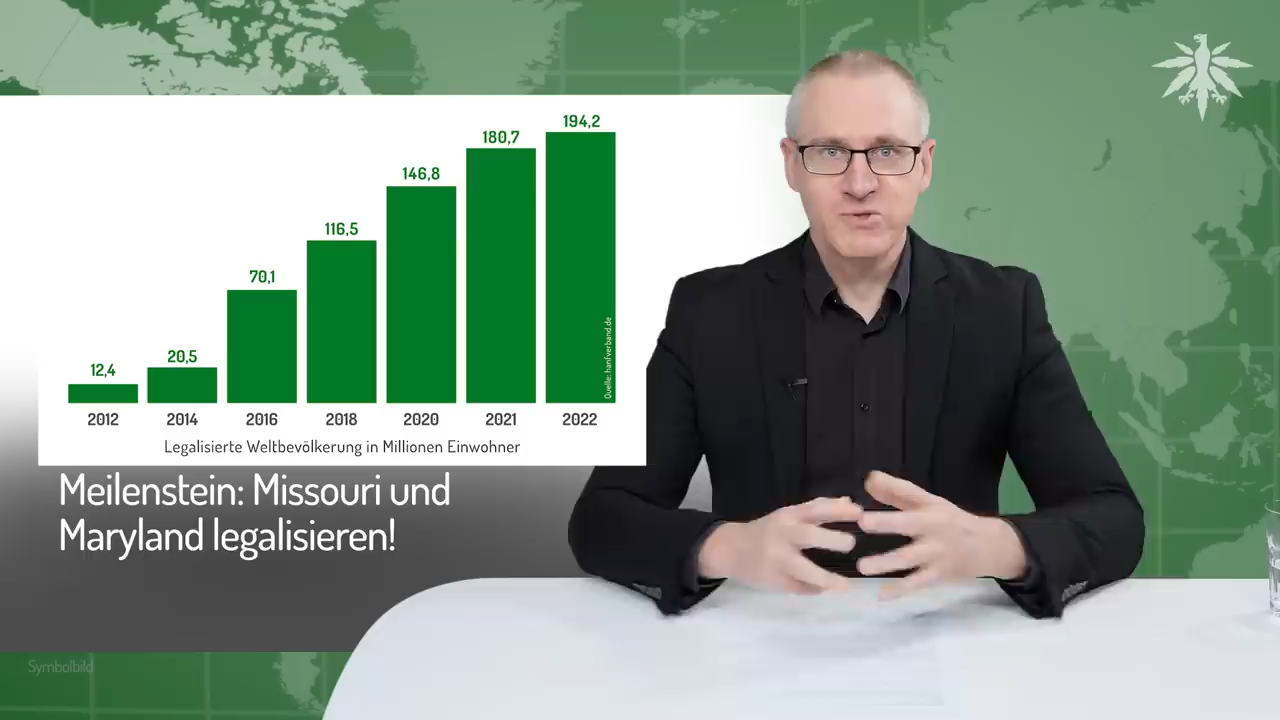 194,2
180,7
146,8
116,5
70,1
20,5
12,4
Quelle: hanfverband.de
2012 2014 2016 2018 2020 2021 2022
Legalisierte Weltbevölkerung in Millionen Einwohner
Meilenstein: Missouri und
Maryland legalisieren!
Symbolbild